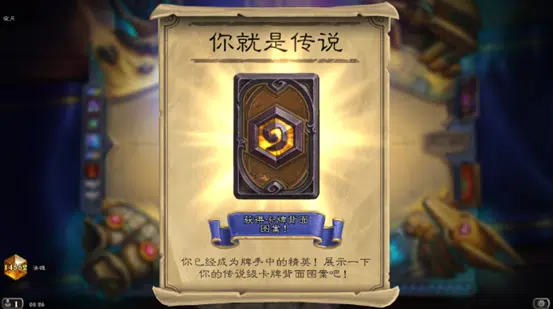 你就是传说
获得卡牌背面
图案！
你已经成为牌手中的精英！展示一下
你的传说级卡牌背面图案吧！
1